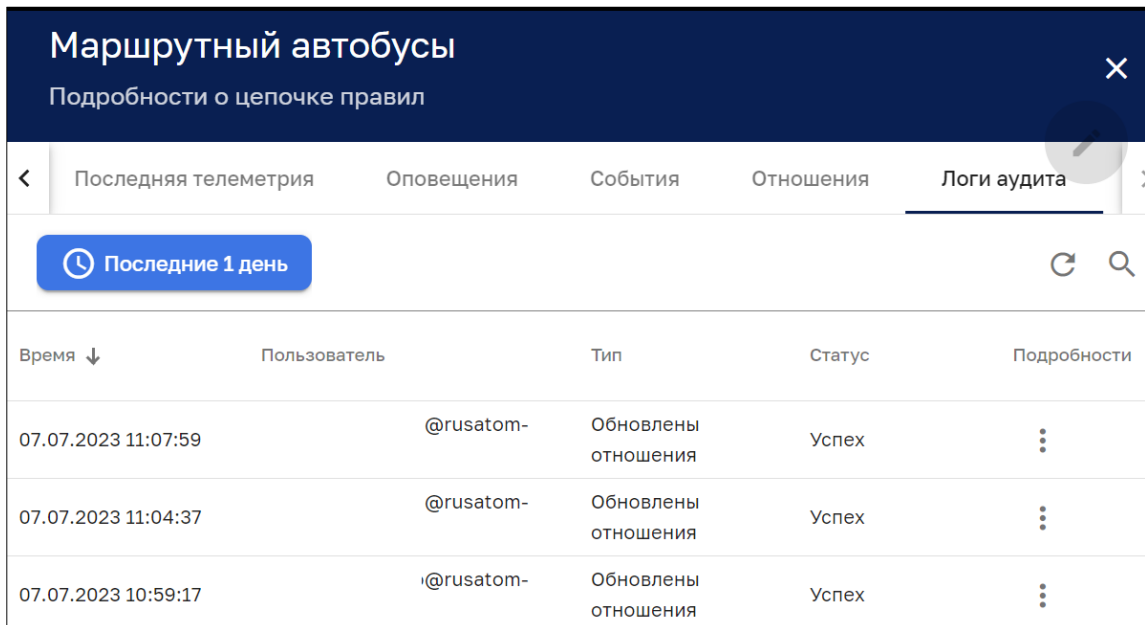 Маршрутный автобусы
Подробности о цепочке правил
Последняя телеметрия Оповещения События Отношения Логи аудита
Последние 1 день
Время Пользователь Тип Статус Подробности
07.07.2023 11:07:59 @rusatom- Обновлены отношения Успех
07.07.2023 11:04:37 @rusatom- Обновлены отношения Успех
07.07.2023 10:59:17 @rusatom- Обновлены отношения Успех